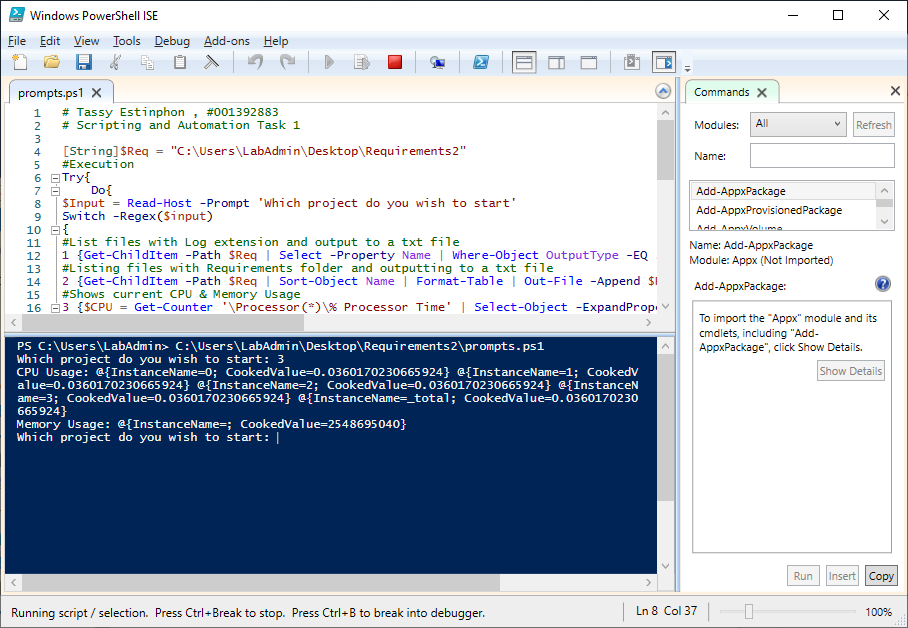 Windows PowerShell ISE
File Edit View Tools Debug Add-ons Help
prompts.ps1
1 # Tassy Estinphon , #001392883
2 # Scripting and Automation Task 1
3
4 [String]$Req = "C:\Users\LabAdmin\Desktop\Requirements2"
5 #Execution
6 Try{
7 Do{
8 $Input = Read-Host -Prompt 'Which project do you wish to start'
9 Switch -Regex($input)
10 {
11 #List files with Log extension and output to a txt file
12 1 {Get-ChildItem -Path $Req | Select -Property Name | Where-Object OutputType -EQ
13 #Listing files with Requirements folder and outputting to a txt file
14 2 {Get-ChildItem -Path $Req | Sort-Object Name | Format-Table | Out-File -Append
15 #Shows current CPU & Memory Usage
16 3 {$CPU = Get-Counter '\Processor(*)\% Processor Time' | Select-Object -ExpandPrope
PS C:\Users\LabAdmin> C:\Users\LabAdmin\Desktop\Requirements2\prompts.ps1
Which project do you wish to start: 3
CPU Usage: @{InstanceName=0; CookedValue=0.0360170230665924} @{InstanceName=1; CookedV
alue=0.0360170230665924} @{InstanceName=2; CookedValue=0.0360170230665924} @{InstanceN
ame=3; CookedValue=0.0360170230665924} @{InstanceName=_total; CookedValue=0.0360170230
665924}
Memory Usage: @{InstanceName=; CookedValue=2548695040}
Which project do you wish to start:
Commands
Modules: All Refresh
Name:
Add-AppxPackage
Add-AppxProvisionedPackage
Add-AppxVolume
Name: Add-AppxPackage
Module: Appx (Not Imported)
Add-AppxPackage:
To import the "Appx" module and its
cmdlets, including "Add-
AppxPackage", click Show Details.
Show Details
Run Insert Copy
Running script / selection. Press Ctrl+Break to stop. Press Ctrl+B to break into debugger.
Ln 8 Col 37
100%